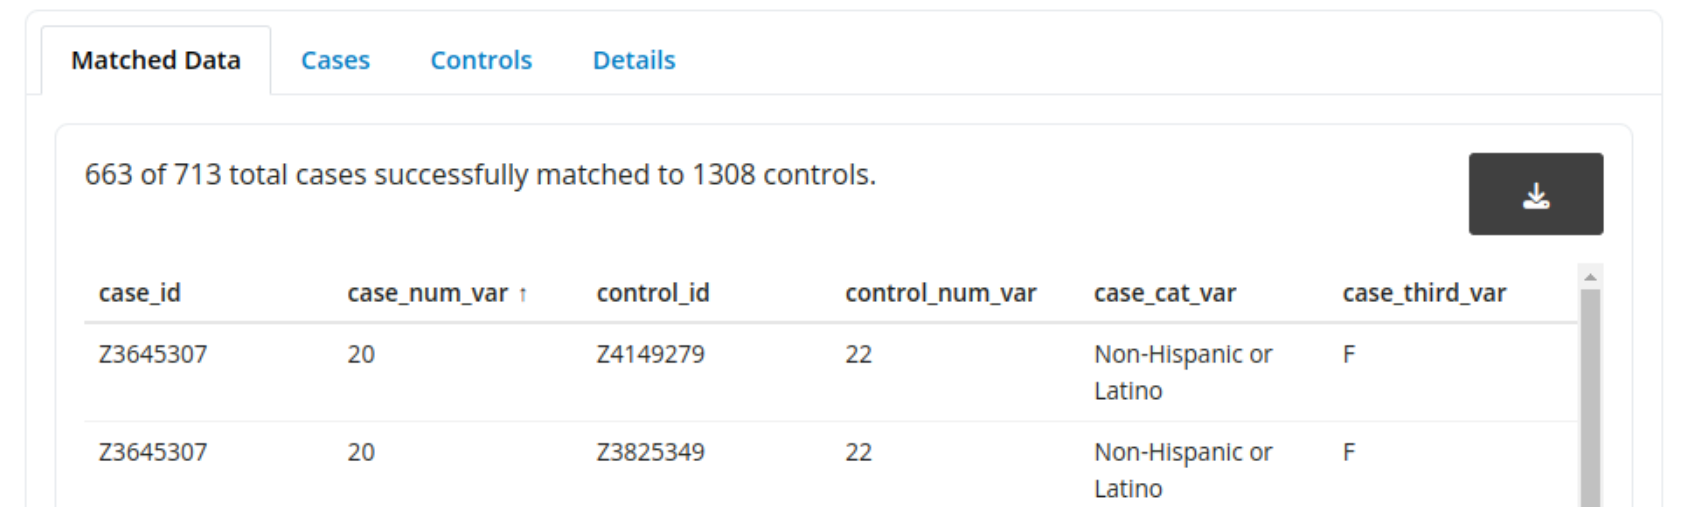 Matched Data Cases Controls Details
663 of 713 total cases successfully matched to 1308 controls.
case_id case_num_var ↑ control_id control_num_var case_cat_var case_third_var
Z3645307 20 Z4149279 22 Non-Hispanic or F
Latino
Z3645307 20 Z3825349 22 Non-Hispanic or F
Latino